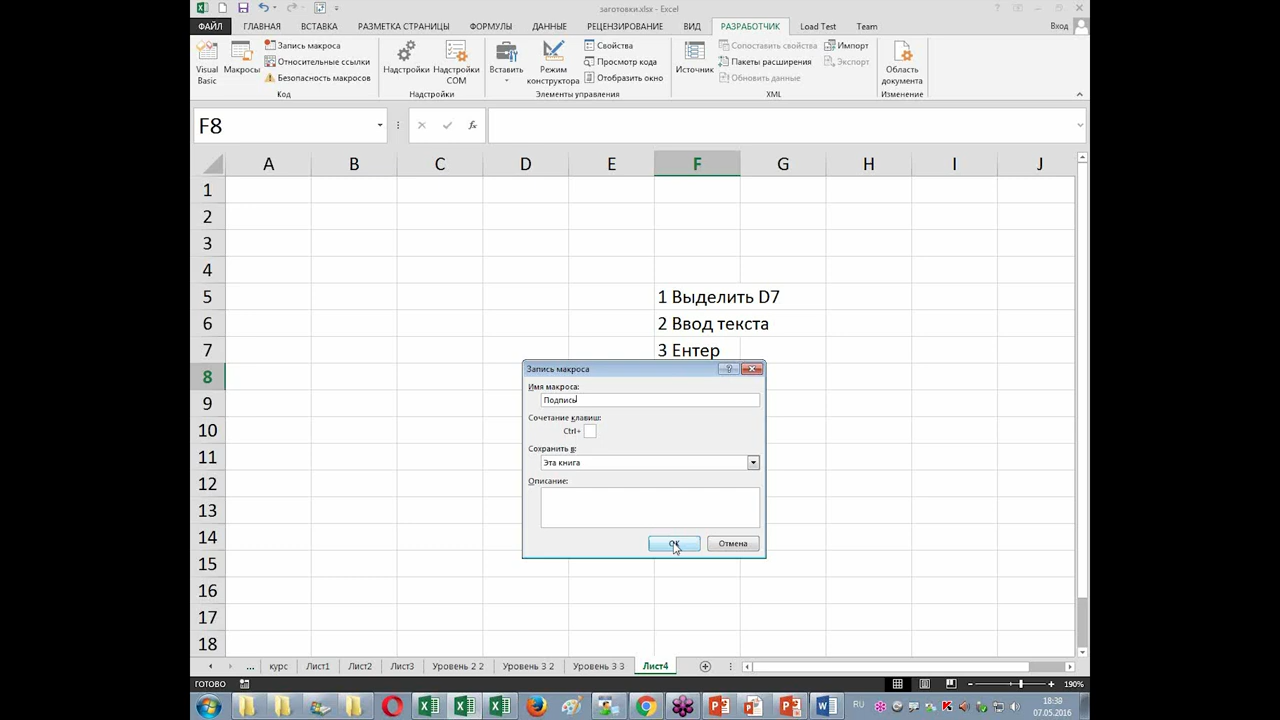 заготовки.xlsx - Excel
ФАЙЛ ГЛАВНАЯ ВСТАВКА РАЗМЕТКА СТРАНИЦЫ ФОРМУЛЫ ДАННЫЕ РЕЦЕНЗИРОВАНИЕ ВИД РАЗРАБОТЧИК Load Test Team Вход
Visual Basic
Макросы
Запись макроса
Относительные ссылки
Безопасность макросов
Код
Надстройки
Надстройки COM
Надстройки
Вставить
Режим конструктора
Свойства
Просмотр кода
Отобразить окно
Элементы управления
Источник
Сопоставить свойства
Пакеты расширения
Обновить данные
Импорт
Экспорт
XML
Область документа
Изменение
F8
fx
A B C D E F G H I J
1
2
3
4
5 1 Выделить D7
6 2 Ввод текста
7 3 Ентер
8
9
10
11
12
13
14
15
16
17
18
Запись макроса
Имя макроса:
Подпись
Сочетание клавиш:
Ctrl+
Сохранить в:
Эта книга
Описание:
ОК Отмена
... курс Лист1 Лист2 Лист3 Уровень 2 2 Уровень 3 3 Лист4
ГОТОВО 190%
RU 18:38
07.05.2016